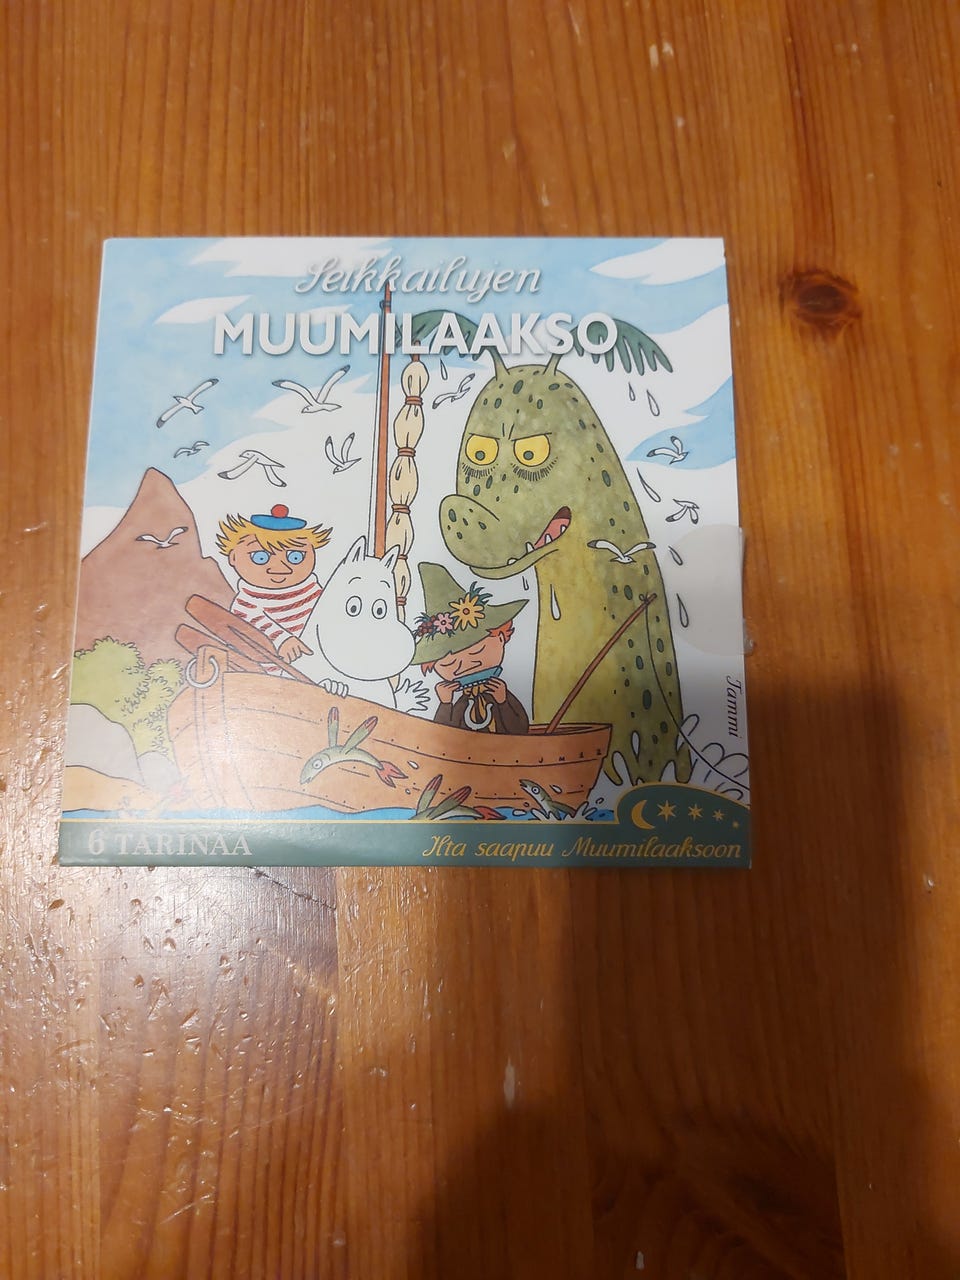 Seikkailujen
MUUMILAAKSO
Tammi
6 TARINAA
Ilta saapuu Muumilaaksoon